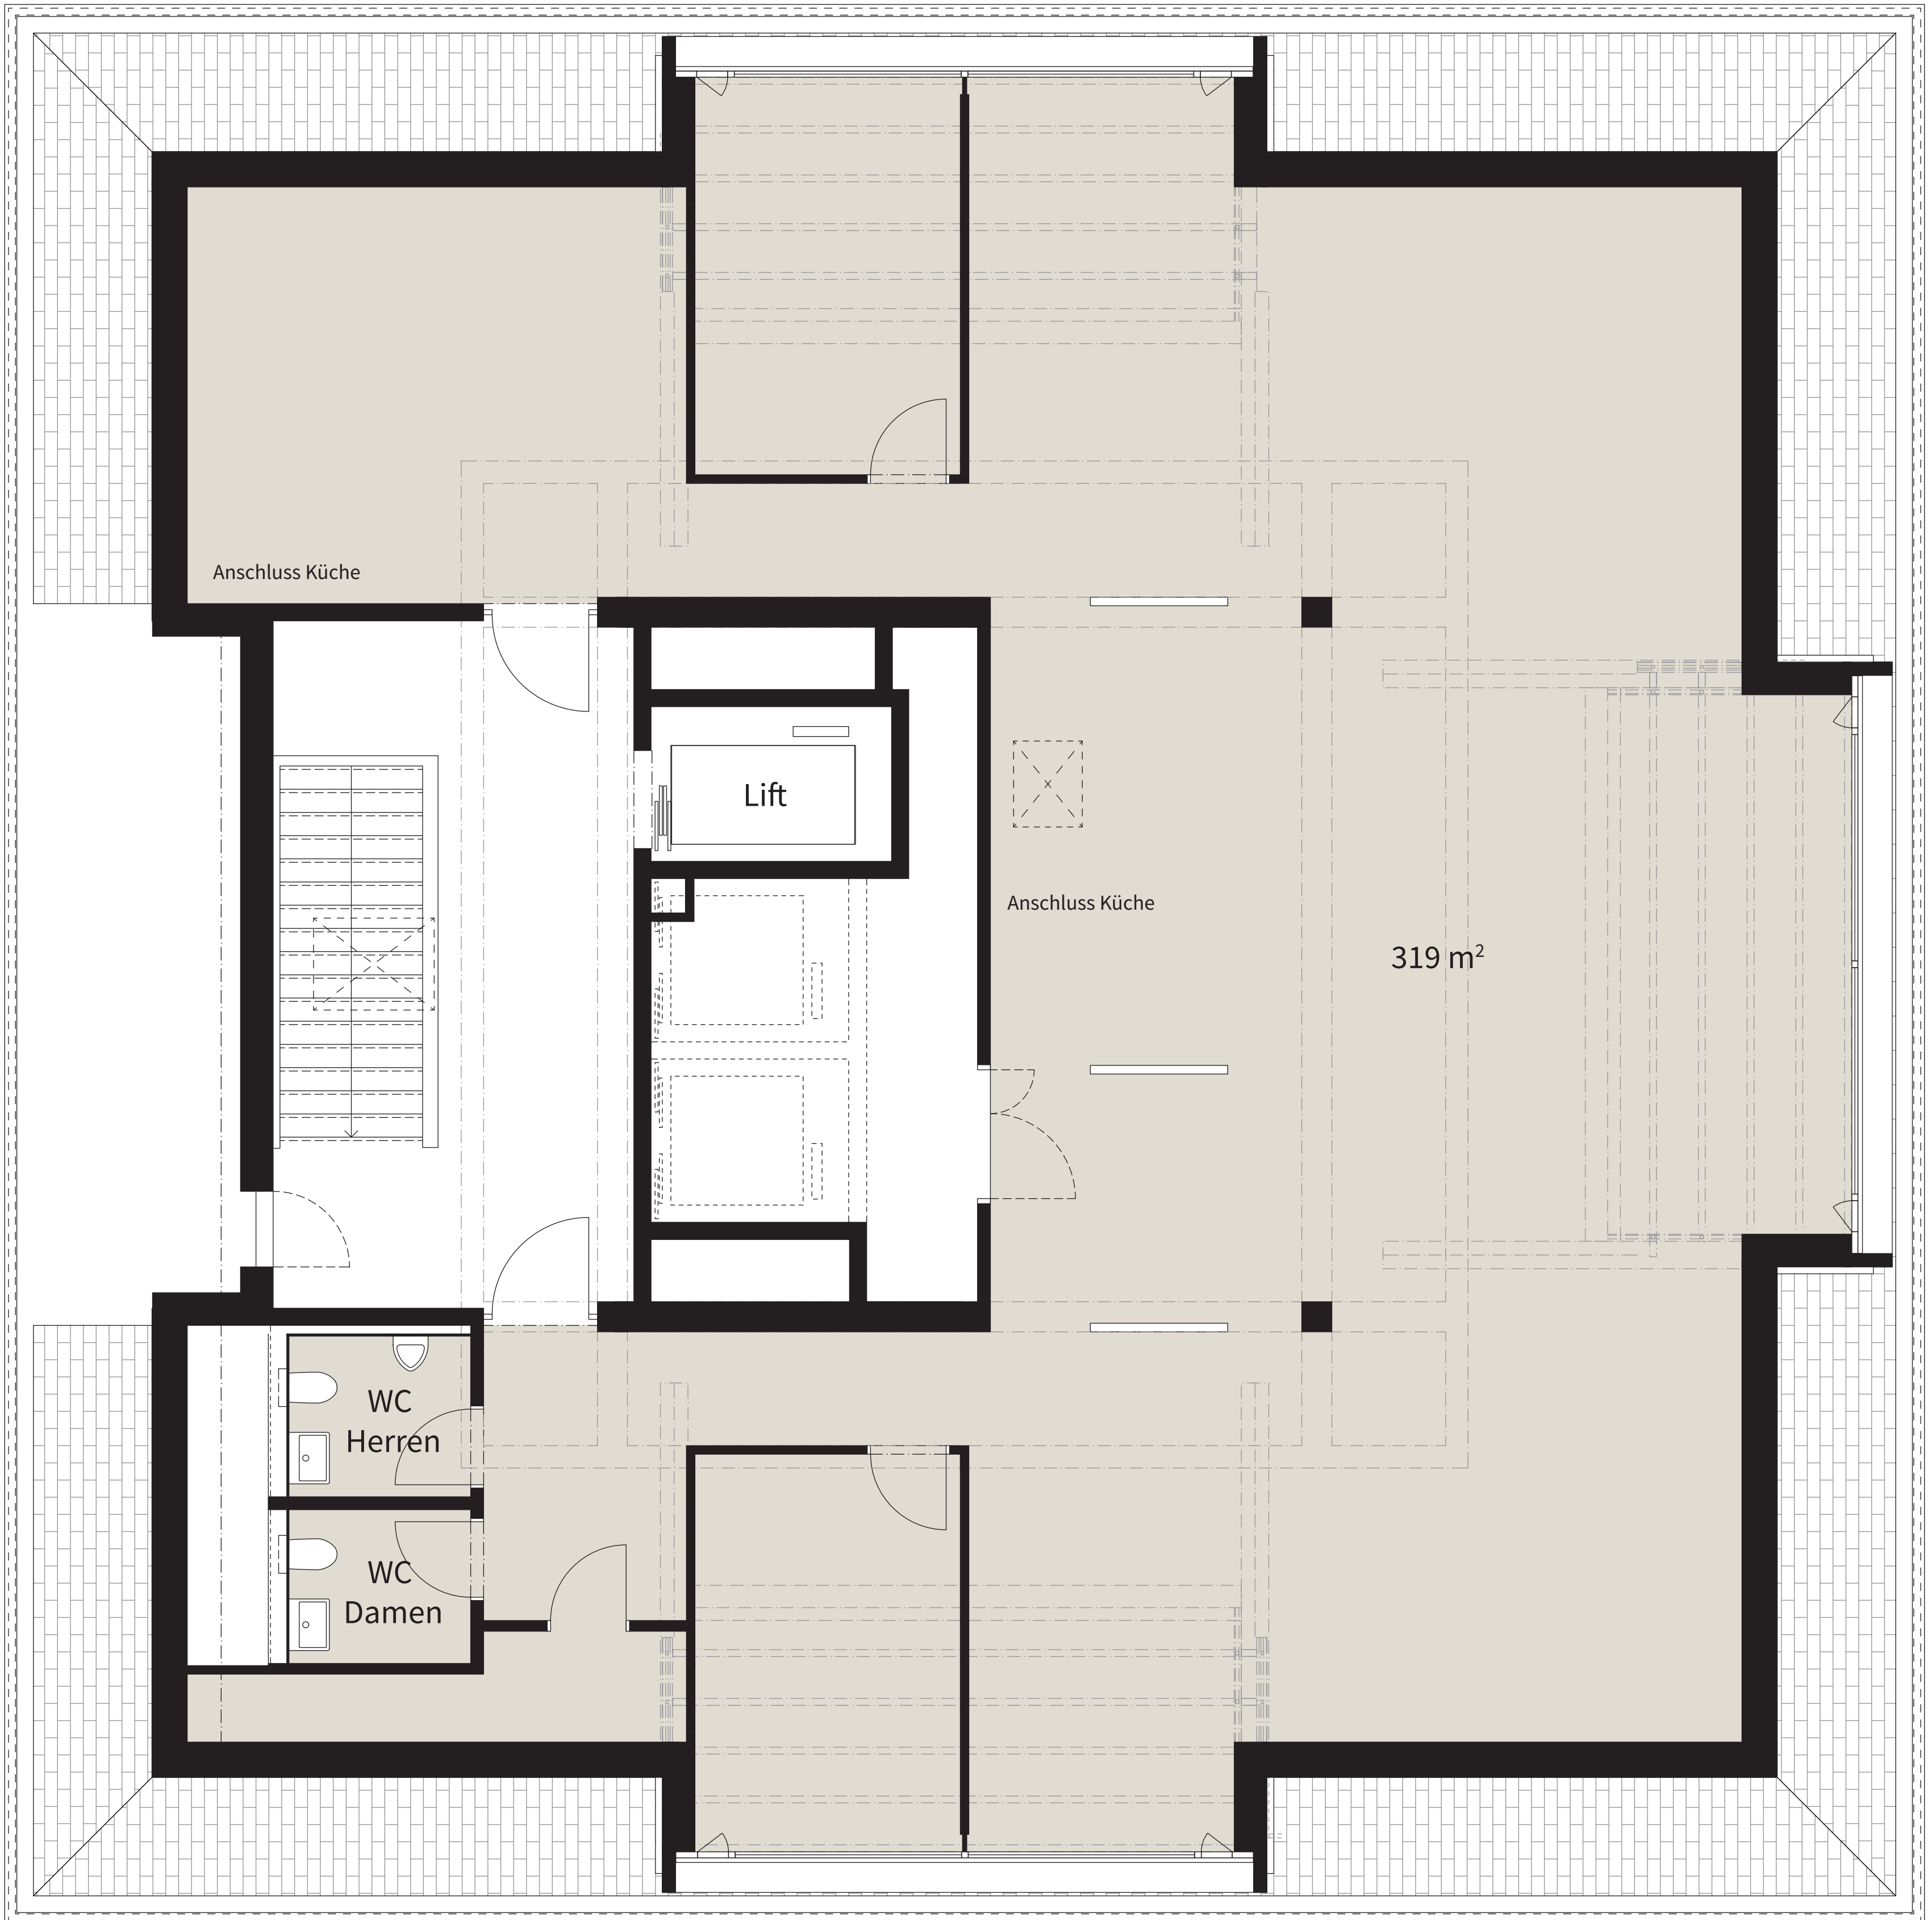 Anschluss Küche
Lift
Anschluss Küche
319 m²
WC
Herren
WC
Damen